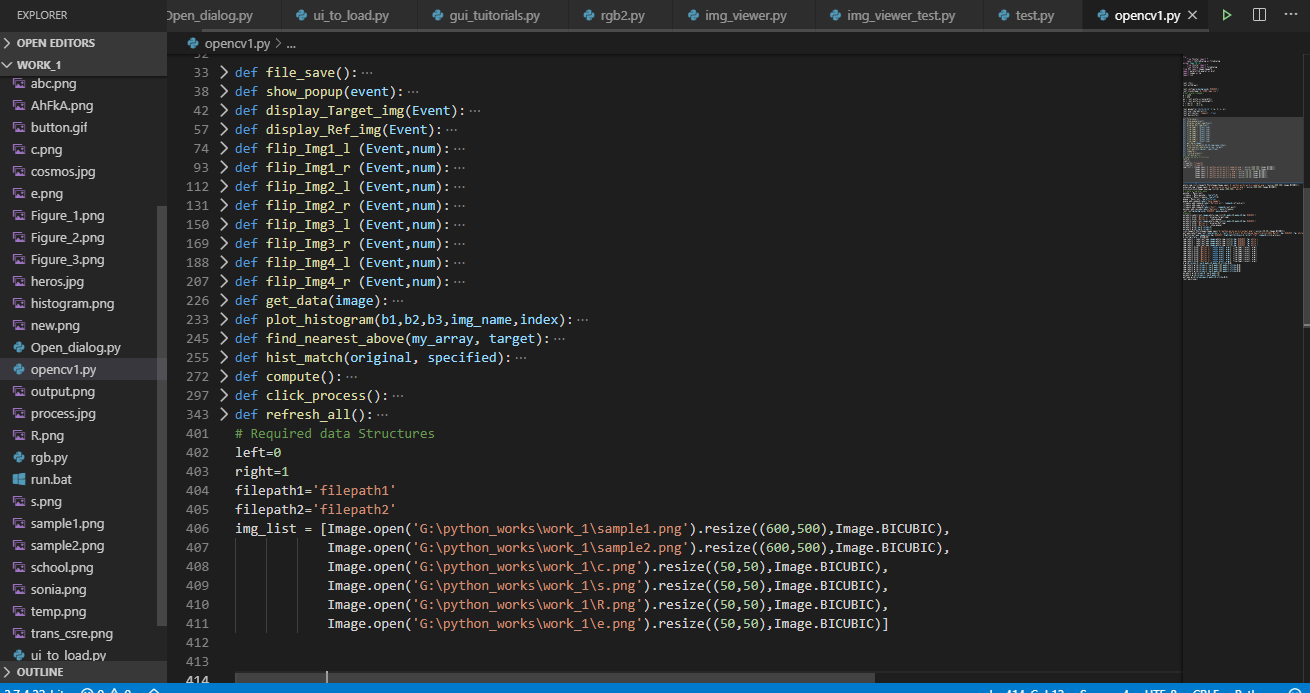 EXPLORER
OPEN EDITORS
WORK_1
abc.png
AhFkA.png
button.gif
c.png
cosmos.jpg
e.png
Figure_1.png
Figure_2.png
Figure_3.png
heros.jpg
histogram.png
new.png
Open_dialog.py
opencv1.py
output.png
process.jpg
R.png
rgb.py
run.bat
s.png
sample1.png
sample2.png
school.png
sonia.png
temp.png
trans_csre.png
ui_to_load.py
OUTLINE
Open_dialog.py ui_to_load.py gui_tuitorials.py rgb2.py img_viewer.py img_viewer_test.py test.py opencv1.py
opencv1.py > ...
32
33 def file_save(): ...
38 def show_popup(event): ...
42 def display_Target_img(Event): ...
57 def display_Ref_img(Event): ...
74 def flip_Img1_l (Event,num): ...
93 def flip_Img1_r (Event,num): ...
112 def flip_Img2_l (Event,num): ...
131 def flip_Img2_r (Event,num): ...
150 def flip_Img3_l (Event,num): ...
169 def flip_Img3_r (Event,num): ...
188 def flip_Img4_l (Event,num): ...
207 def flip_Img4_r (Event,num): ...
226 def get_data(image): ...
233 def plot_histogram(b1,b2,b3,img_name,index): ...
245 def find_nearest_above(my_array, target): ...
255 def hist_match(original, specified): ...
272 def compute(): ...
297 def click_process(): ...
343 def refresh_all(): ...
401 # Required data Structures
402 left=0
403 right=1
404 filepath1='filepath1'
405 filepath2='filepath2'
406 img_list = [Image.open('G:\python_works\work_1\sample1.png').resize((600,500),Image.BICUBIC),
407 Image.open('G:\python_works\work_1\sample2.png').resize((600,500),Image.BICUBIC),
408 Image.open('G:\python_works\work_1\c.png').resize((50,50),Image.BICUBIC),
409 Image.open('G:\python_works\work_1\s.png').resize((50,50),Image.BICUBIC),
410 Image.open('G:\python_works\work_1\R.png').resize((50,50),Image.BICUBIC),
411 Image.open('G:\python_works\work_1\e.png').resize((50,50),Image.BICUBIC)]
412
413
414